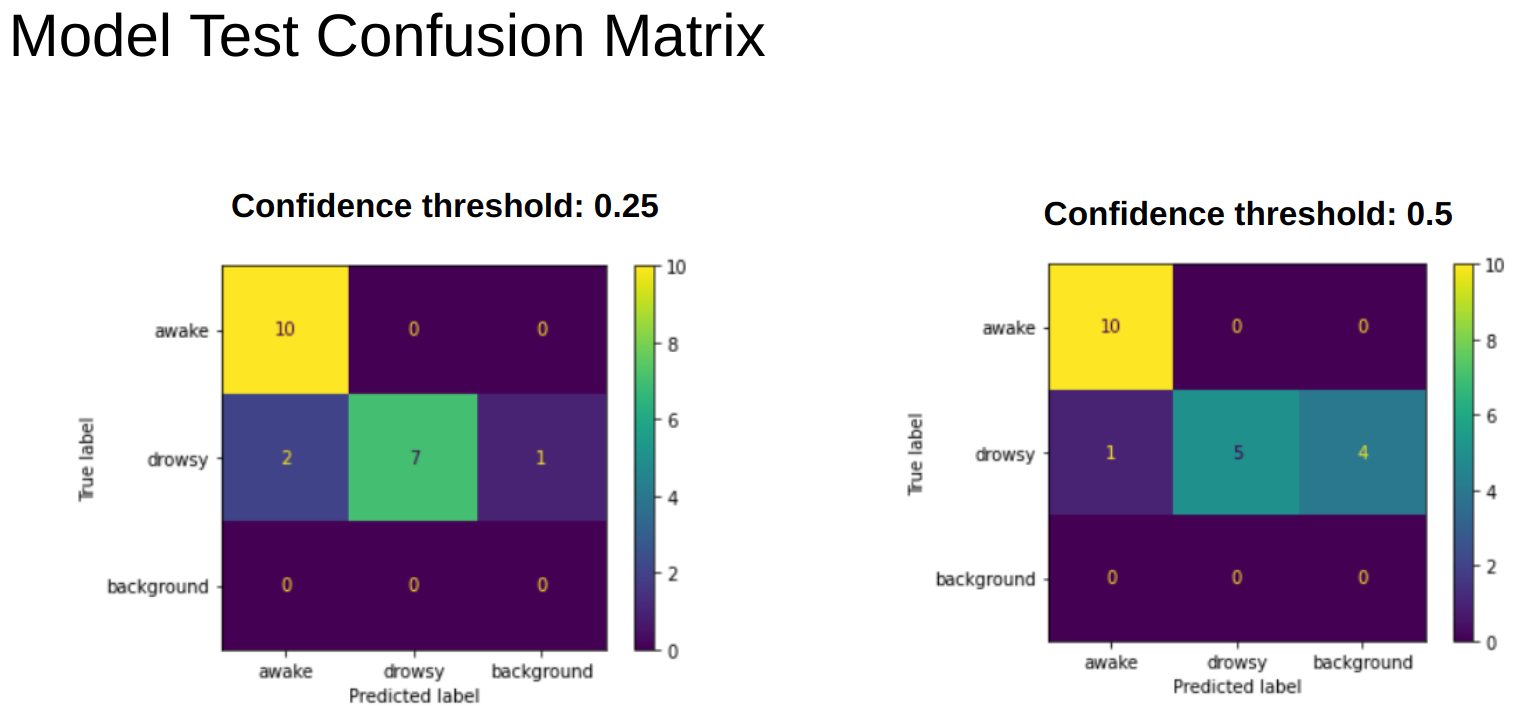 Model Test Confusion Matrix
Confidence threshold: 0.25
10
8
6
4
2
0
awake
drowsy
background
True label
10 0 0
2 7 1
0 0 0
awake drowsy background
Predicted label
Confidence threshold: 0.5
10
8
6
4
2
0
awake
drowsy
background
True label
10 0 0
1 5 4
0 0 0
awake drowsy background
Predicted label